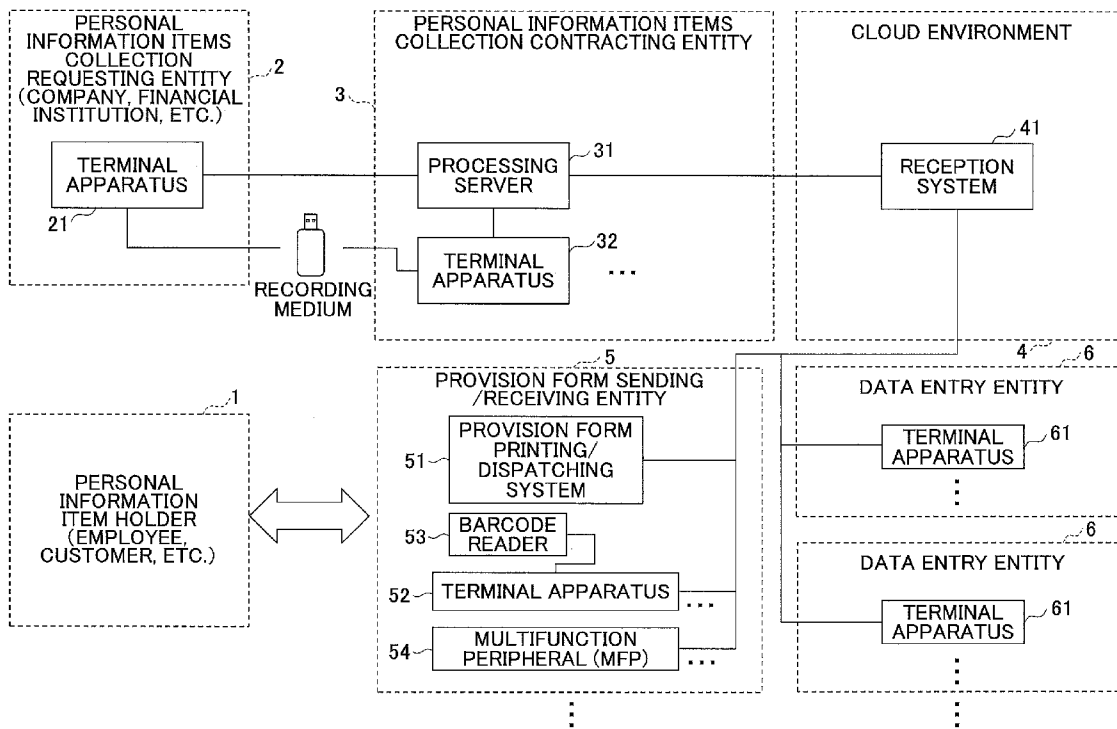 PERSONAL
INFORMATION ITEMS
COLLECTION
REQUESTING ENTITY
(COMPANY, FINANCIAL
INSTITUTION, ETC.)
2
TERMINAL
APPARATUS
21
RECORDING
MEDIUM
3
PERSONAL INFORMATION ITEMS
COLLECTION CONTRACTING ENTITY
31
PROCESSING
SERVER
32
TERMINAL
APPARATUS
...
CLOUD ENVIRONMENT
41
RECEPTION
SYSTEM
4
1
PERSONAL
INFORMATION
ITEM HOLDER
(EMPLOYEE,
CUSTOMER, ETC.)
5
PROVISION FORM SENDING
/RECEIVING ENTITY
51
PROVISION FORM
PRINTING/
DISPATCHING
SYSTEM
53
BARCODE
READER
52
TERMINAL APPARATUS
...
54
MULTIFUNCTION
PERIPHERAL (MFP)
...
6
DATA ENTRY ENTITY
61
TERMINAL
APPARATUS
6
DATA ENTRY ENTITY
61
TERMINAL
APPARATUS